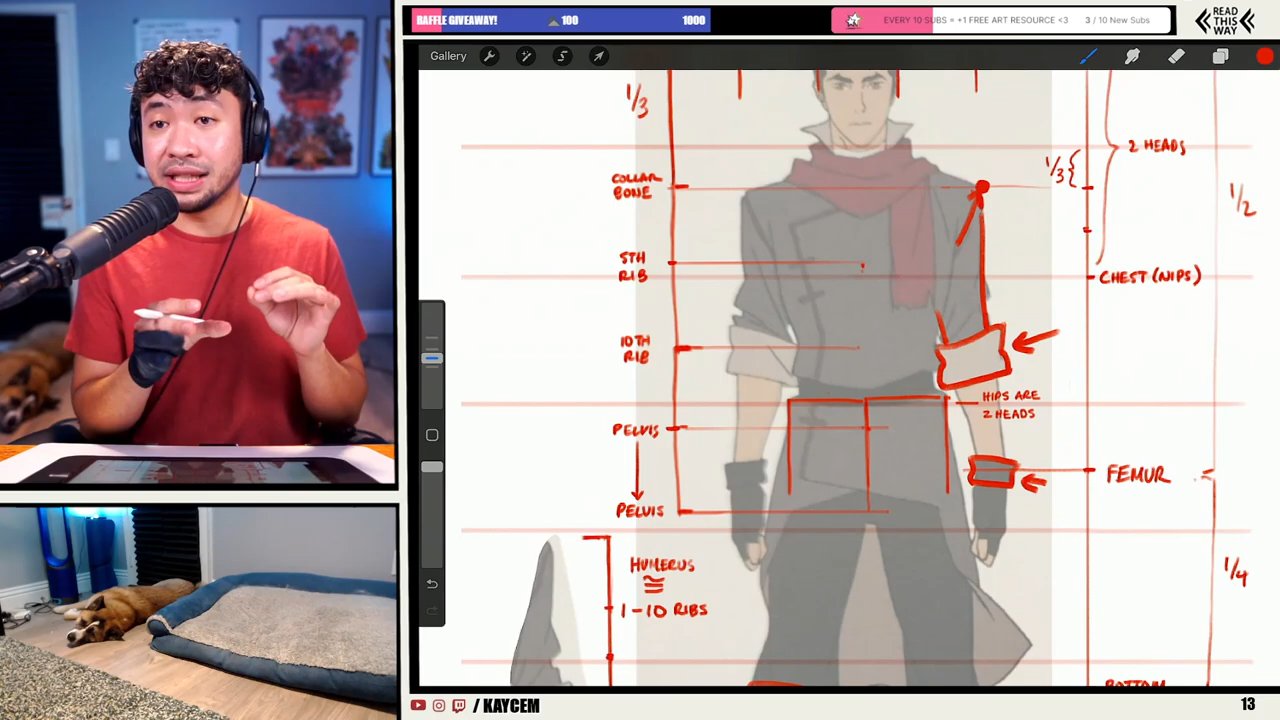 RAFFLE GIVEAWAY!
100
1000
EVERY 10 SUBS = +1 FREE ART RESOURCE <3
3 / 10 New Subs
READ
THIS
WAY
Gallery
1/3
2 HEADS
1/3
COLLAR
BONE
1/2
5TH
RIB
CHEST (NIPS)
10TH
RIB
HIPS ARE
2 HEADS
PELVIS
FEMUR
PELVIS
HUMERUS
≅
1-10 RIBS
1/4
BOTTOM
/ KAYCEM
13